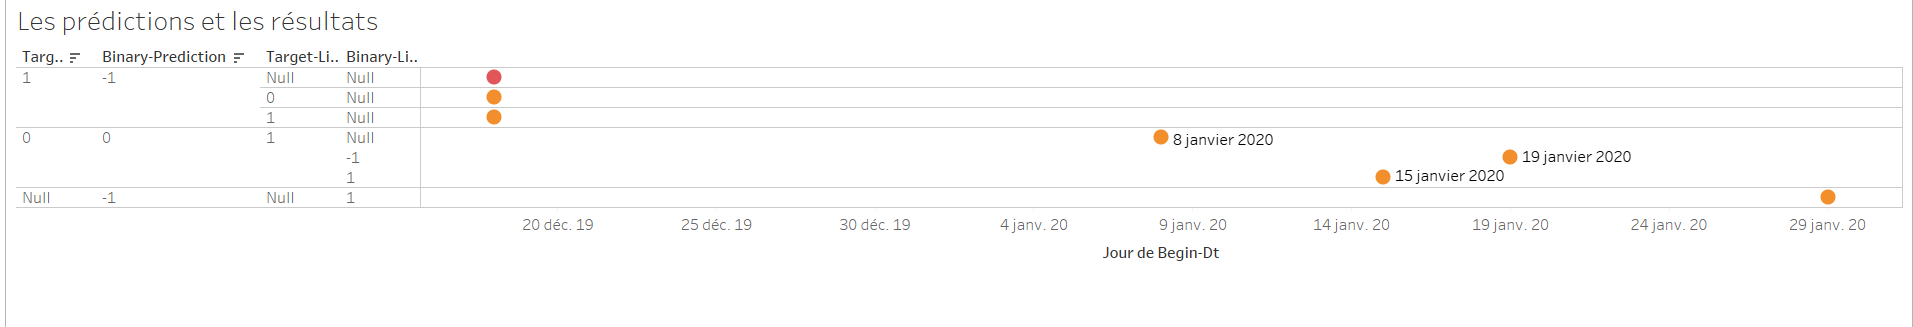 Les prédictions et les résultats
Targ.. Binary-Prediction Target-Li.. Binary-Li..
1 -1 Null Null
0 Null
1 Null
0 0 1 Null 8 janvier 2020
-1 19 janvier 2020
1 15 janvier 2020
Null -1 Null 1
20 déc. 19 25 déc. 19 30 déc. 19 4 janv. 20 9 janv. 20 14 janv. 20 19 janv. 20 24 janv. 20 29 janv. 20
Jour de Begin-Dt